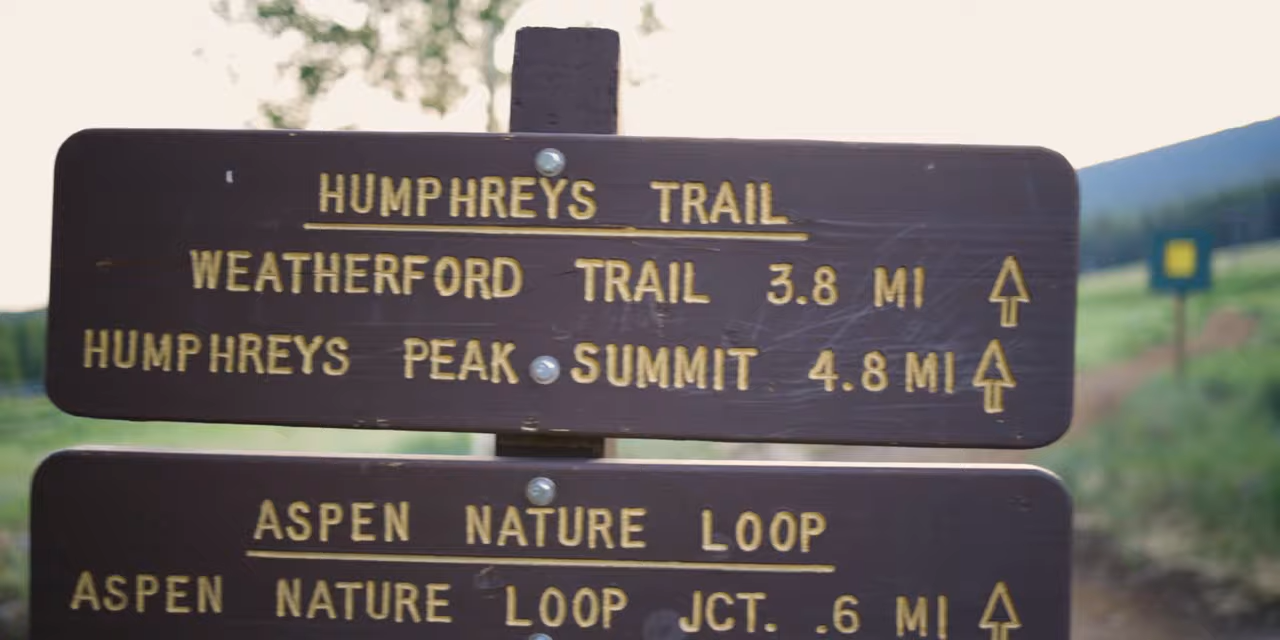 HUMPHREYS TRAIL
WEATHERFORD TRAIL 3.8 MI
HUMPHREYS PEAK SUMMIT 4.8 MI
ASPEN NATURE LOOP
ASPEN NATURE LOOP JCT. .6 MI